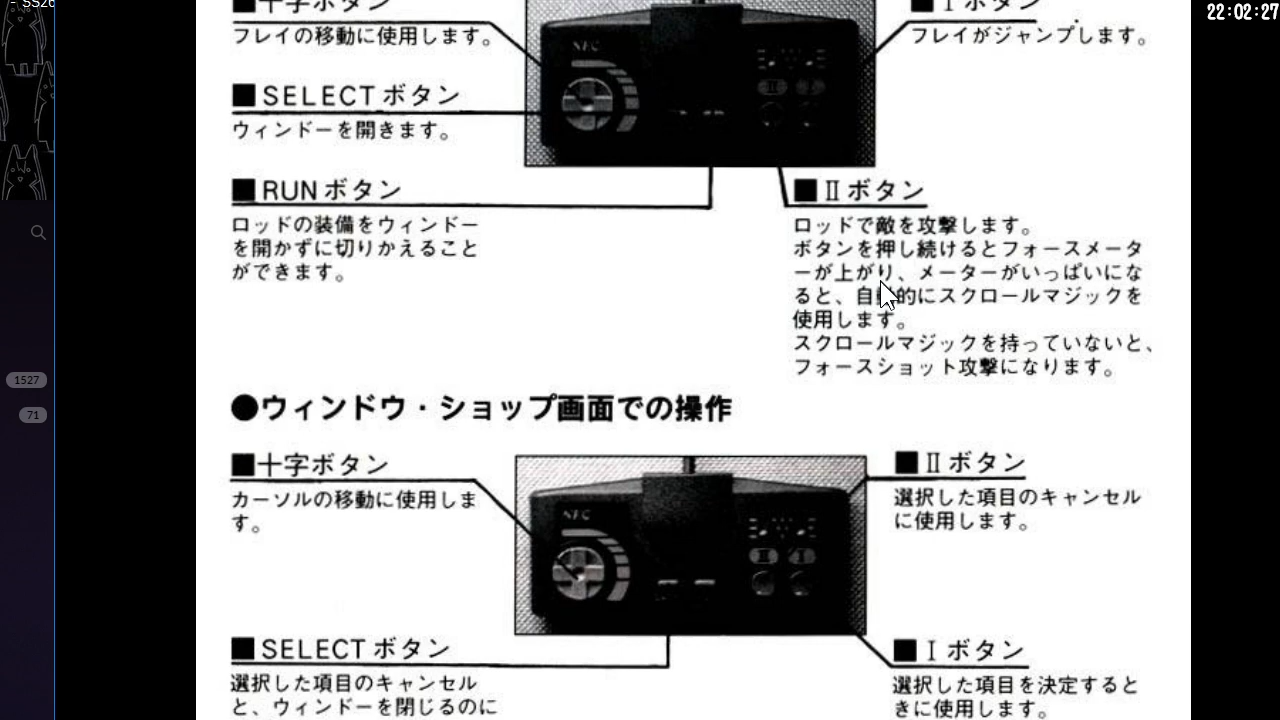 - SS26
22:02:27
■十字ボタン
フレイの移動に使用します。
■Ⅰボタン
フレイがジャンプします。
NEC
■SELECTボタン
ウィンドーを開きます。
■RUNボタン
ロッドの装備をウィンドー
を開かずに切りかえること
ができます。
■Ⅱボタン
ロッドで敵を攻撃します。
ボタンを押し続けるとフォースメータ
ーが上がり、メーターがいっぱいにな
ると、自動的にスクロールマジックを
使用します。
スクロールマジックを持っていないと、
フォースショット攻撃になります。
1527
71
●ウィンドウ・ショップ画面での操作
■十字ボタン
カーソルの移動に使用しま
す。
NEC
Ⅱ Ⅰ
■Ⅱボタン
選択した項目のキャンセル
に使用します。
■SELECTボタン
選択した項目のキャンセル
と、ウィンドーを閉じるのに
■Ⅰボタン
選択した項目を決定すると
きに使用します。